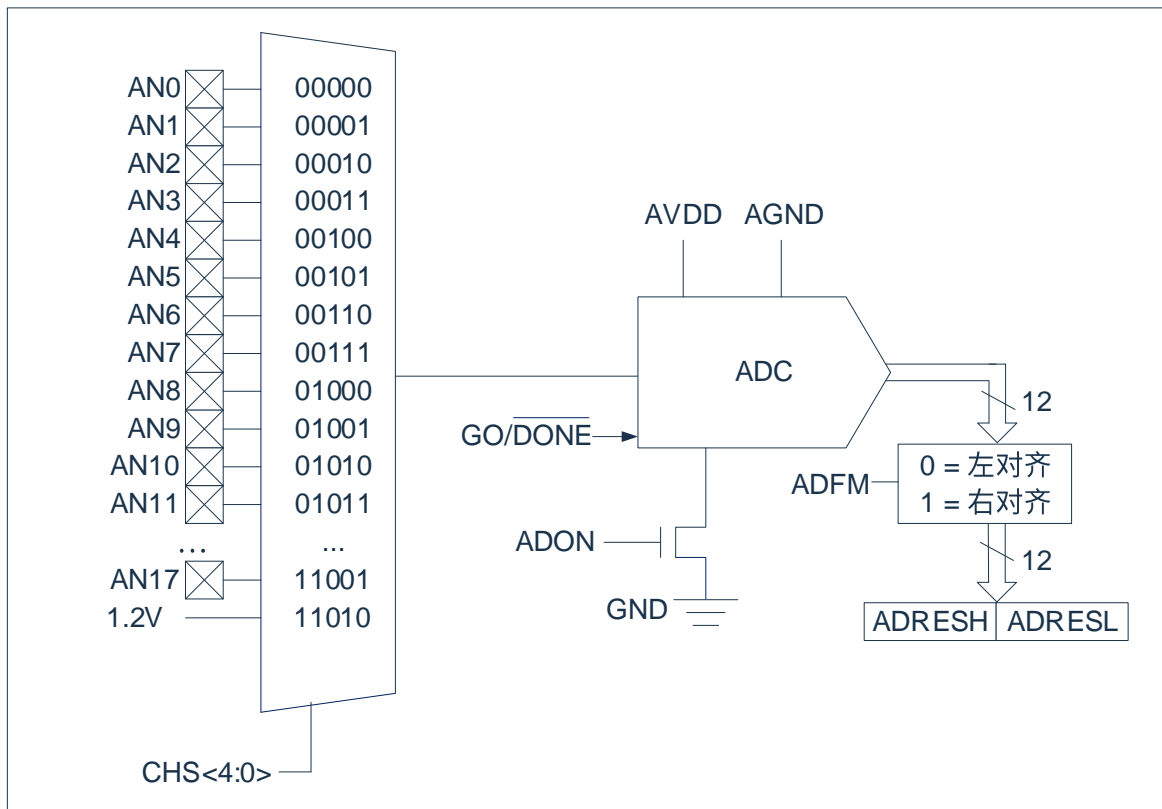 AN0 00000
AN1 00001
AN2 00010
AN3 00011
AN4 00100
AN5 00101
AN6 00110
AN7 00111
AN8 01000
AN9 01001
AN10 01010
AN11 01011
... ...
AN17 11001
1.2V 11010
CHS<4:0>
AVDD AGND
ADC
GO/DONE
ADON
GND
12
ADFM
0 = 左对齐
1 = 右对齐
12
ADRESH ADRESL